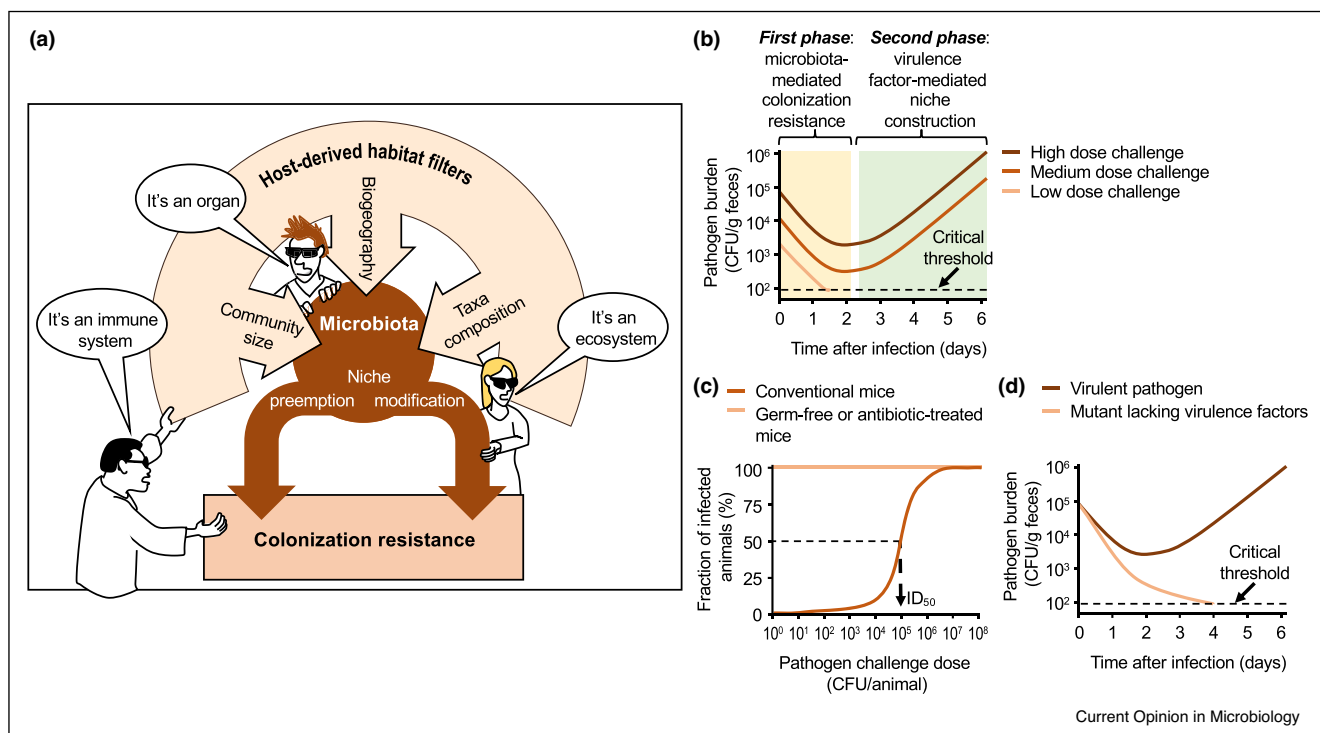 (a)
Host-derived habitat filters
It's an organ
Biogeography
It's an immune
system
Community
size
Microbiota
Taxa
composition
It's an
ecosystem
Niche
preemption modification
Colonization resistance
(b)
First phase:
microbiota-
mediated
colonization
resistance
Second phase:
virulence
factor-mediated
niche
construction
Pathogen burden
(CFU/g feces)
10⁶
10⁵
10⁴
10³
10²
Critical
threshold
0 1 2 3 4 5 6
Time after infection (days)
High dose challenge
Medium dose challenge
Low dose challenge
(c)
Conventional mice
Germ-free or antibiotic-treated
mice
Fraction of infected
animals (%)
100
75
50
25
0
ID₅₀
10⁰ 10¹ 10² 10³ 10⁴ 10⁵ 10⁶ 10⁷ 10⁸
Pathogen challenge dose
(CFU/animal)
(d)
Virulent pathogen
Mutant lacking virulence factors
Pathogen burden
(CFU/g feces)
10⁶
10⁵
10⁴
10³
10²
Critical
threshold
0 1 2 3 4 5 6
Time after infection (days)
Current Opinion in Microbiology